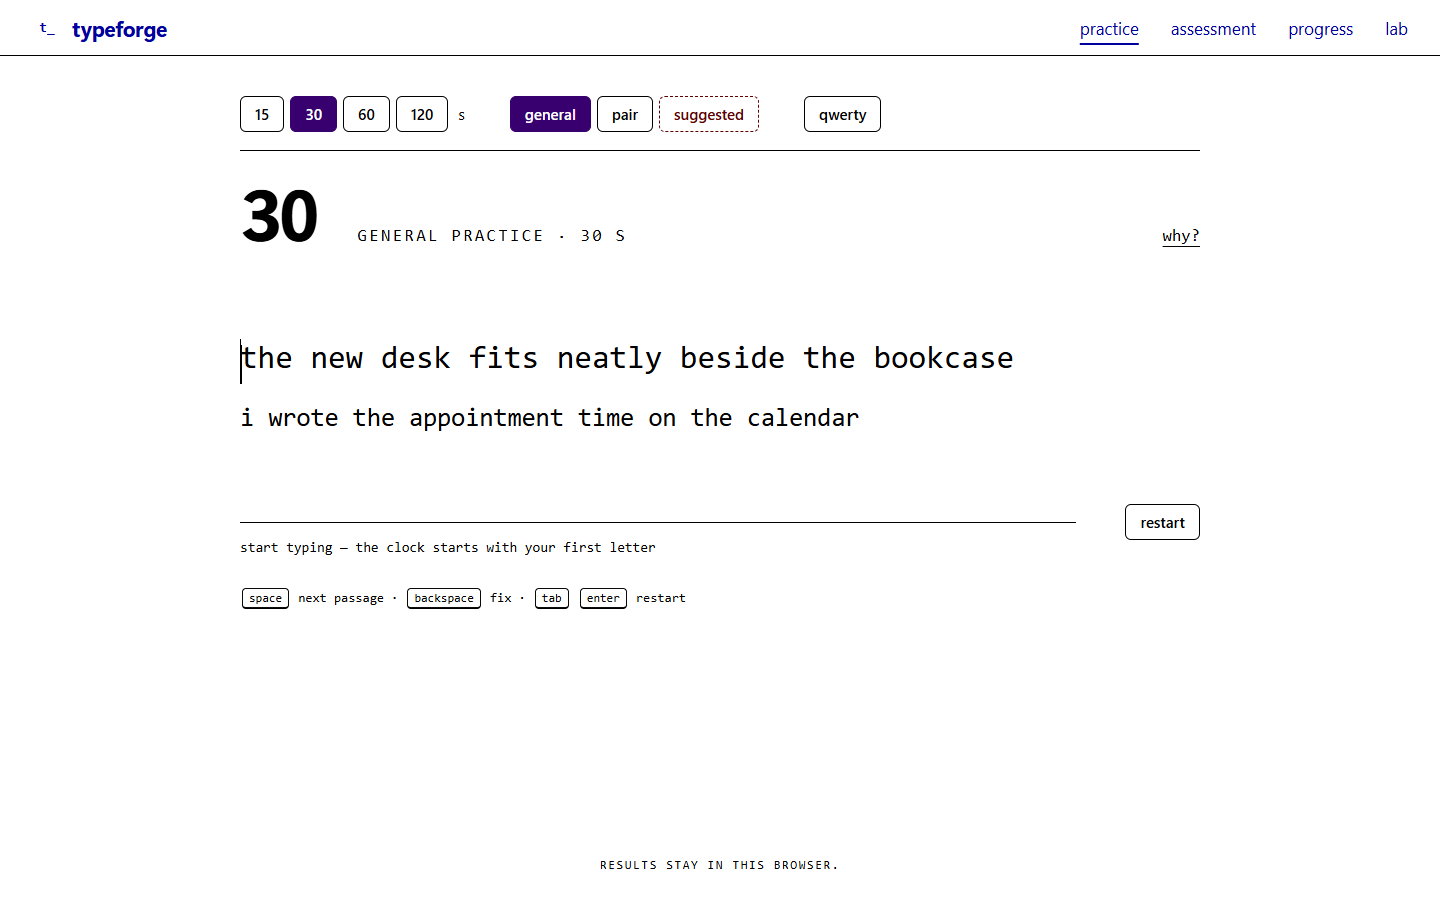 t_ typeforge practice assessment progress lab
15 30 60 120 s general pair suggested qwerty
30 GENERAL PRACTICE · 30 S why?
the new desk fits neatly beside the bookcase
i wrote the appointment time on the calendar
restart
start typing — the clock starts with your first letter
space next passage · backspace fix · tab enter restart
RESULTS STAY IN THIS BROWSER.